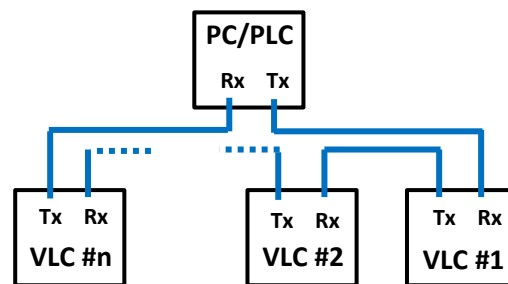 PC/PLC
Rx Tx
Tx Rx
VLC #n
Tx Rx
VLC #2
Tx Rx
VLC #1